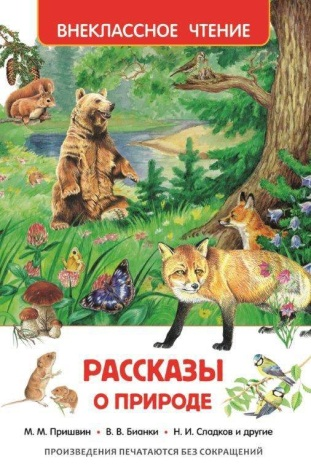 ВНЕКЛАССНОЕ ЧТЕНИЕ
РАССКАЗЫ
О ПРИРОДЕ
М. М. Пришвин • В. В. Бианки • Н. И. Сладков и другие
ПРОИЗВЕДЕНИЯ ПЕЧАТАЮТСЯ БЕЗ СОКРАЩЕНИЙ